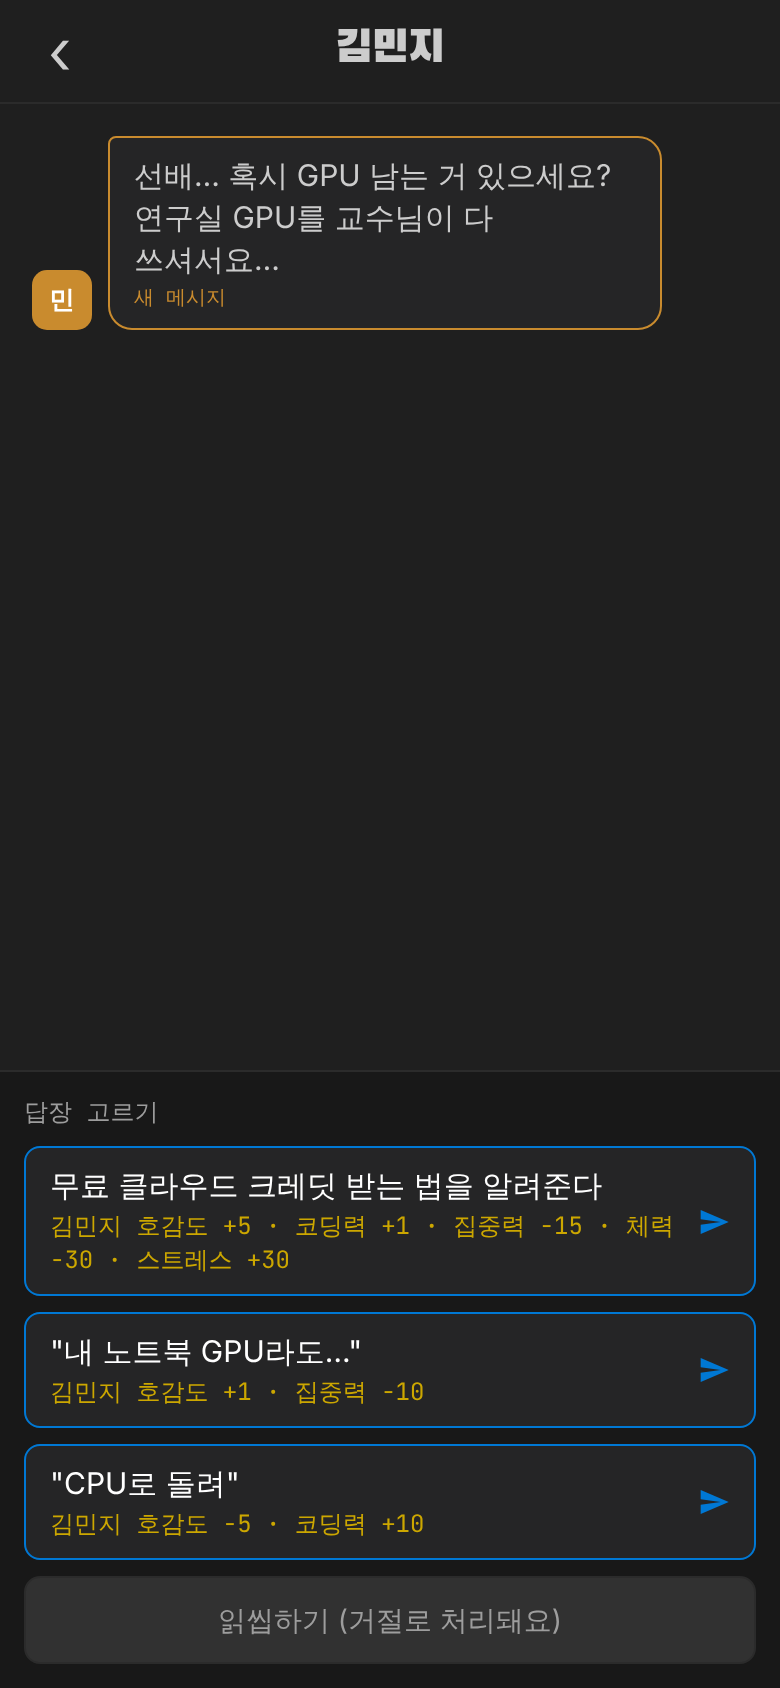 김민지
선배... 혹시 GPU 남는 거 있으세요?
연구실 GPU를 교수님이 다
쓰셔서요...
새 메시지
민
답장 고르기
무료 클라우드 크레딧 받는 법을 알려준다
김민지 호감도 +5 · 코딩력 +1 · 집중력 -15 · 체력
-30 · 스트레스 +30
"내 노트북 GPU라도..."
김민지 호감도 +1 · 집중력 -10
"CPU로 돌려"
김민지 호감도 -5 · 코딩력 +10
읽씹하기 (거절로 처리돼요)